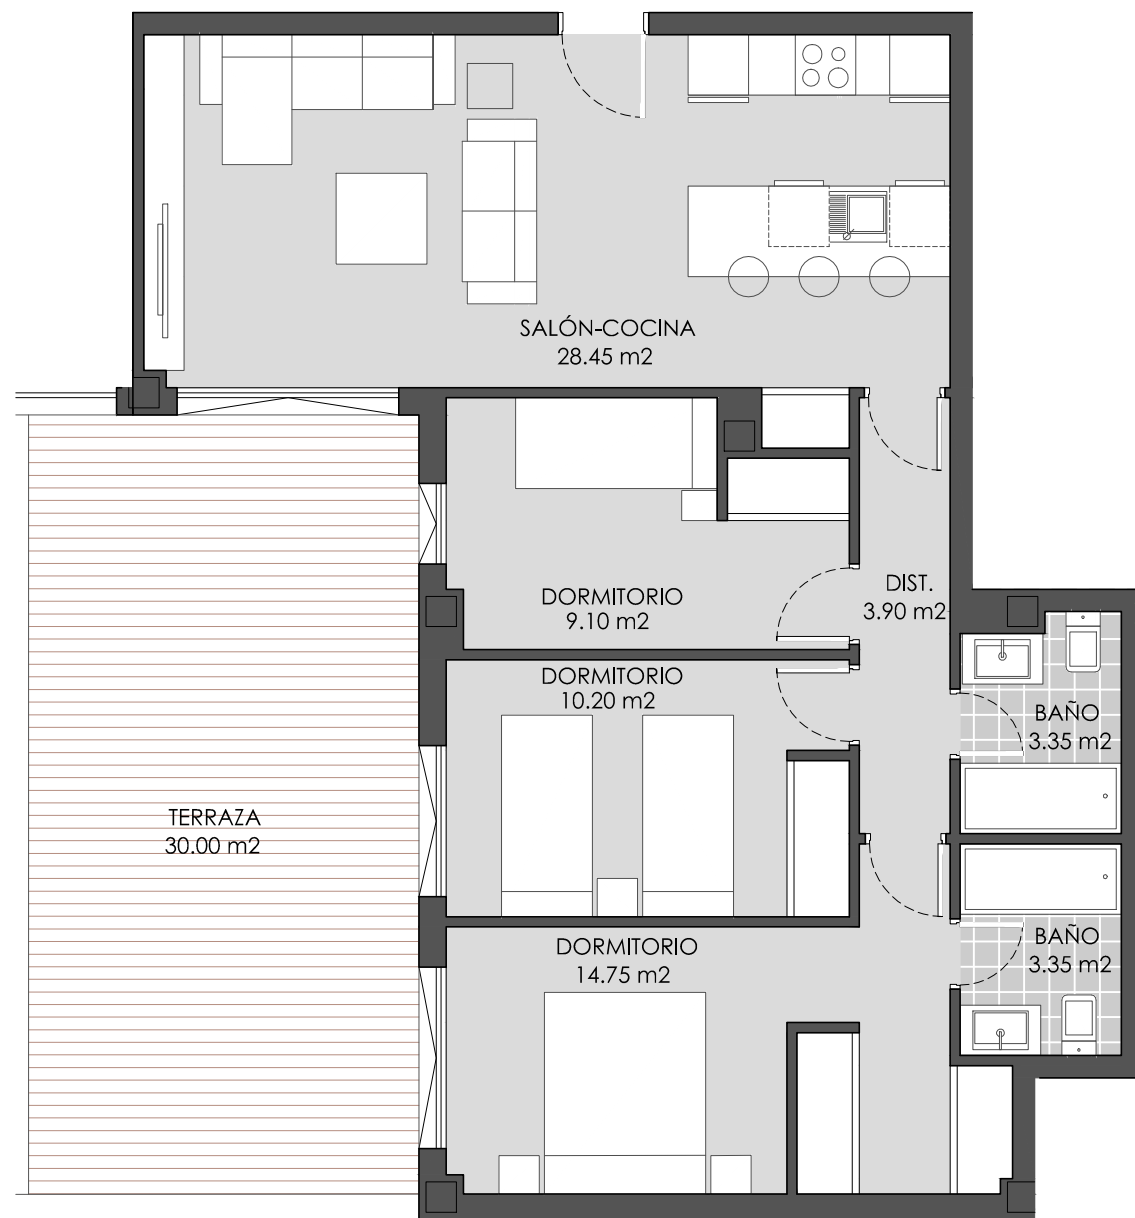 SALÓN-COCINA
28.45 m2
DORMITORIO
9.10 m2
DIST.
3.90 m2
DORMITORIO
10.20 m2
BAÑO
3.35 m2
TERRAZA
30.00 m2
DORMITORIO
14.75 m2
BAÑO
3.35 m2